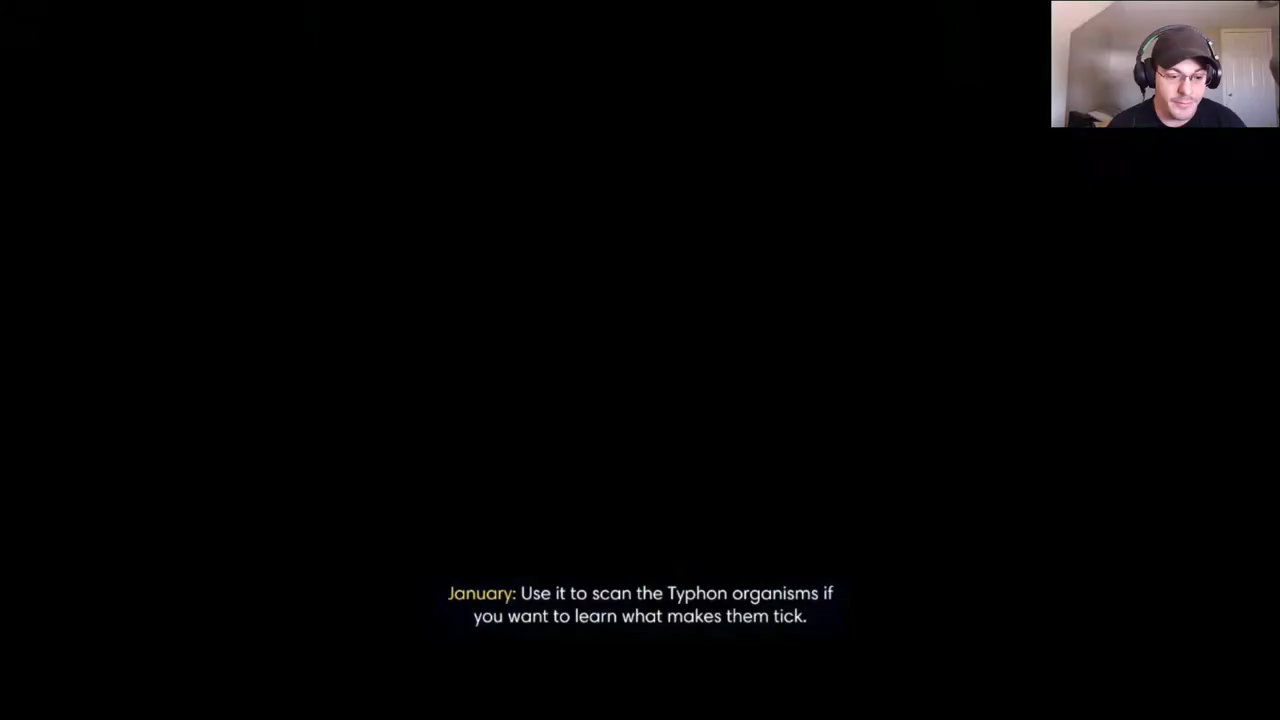 January: Use it to scan the Typhon organisms if
you want to learn what makes them tick.